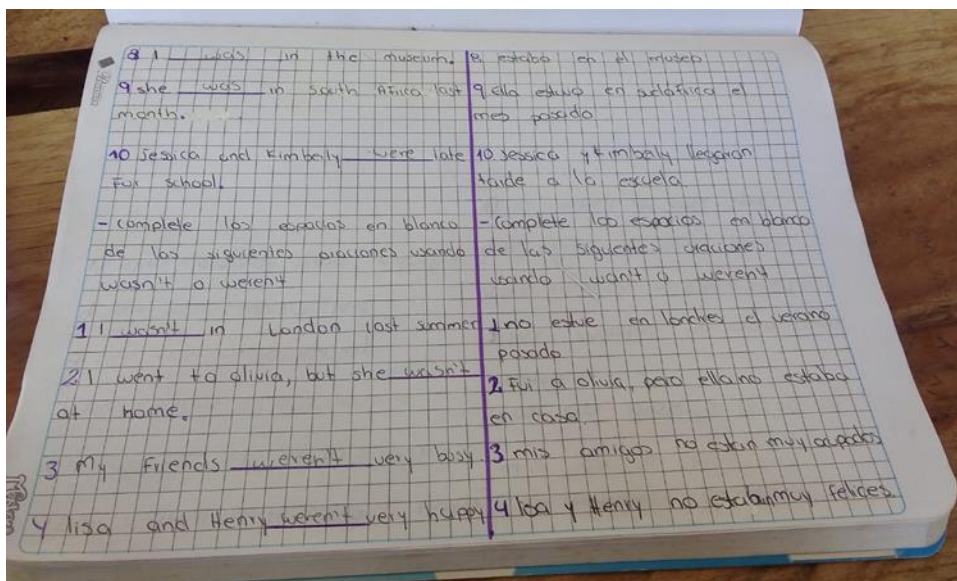 8 I was in the museum.
9 she was in south Africa last
month.
10 Jessica and Kimbelly were late
For school.
- complete los espacios en blanco
de las siguientes oraciones usando
wasn't o weren't
1 I wasn't in London last summer
2 I went to olivia, but she wasn't
at home.
3 My Friends weren't very busy
4 lisa and Henry weren't very happy
8 estaba en el museo
9 ella estuvo en sudafrica el
mes pasado
10 Jessica y Kimbaly llegaron
tarde a la escuela
- Complete los espacios en blanco
de las siguientes oraciones
usando wan't o weren't
1 no estuve en londres el verano
pasado
2 Fui a olivia, pero ella no estaba
en casa
3 mis amigos no estan muy ocupados
4 lisa y Henry no estaban muy felices